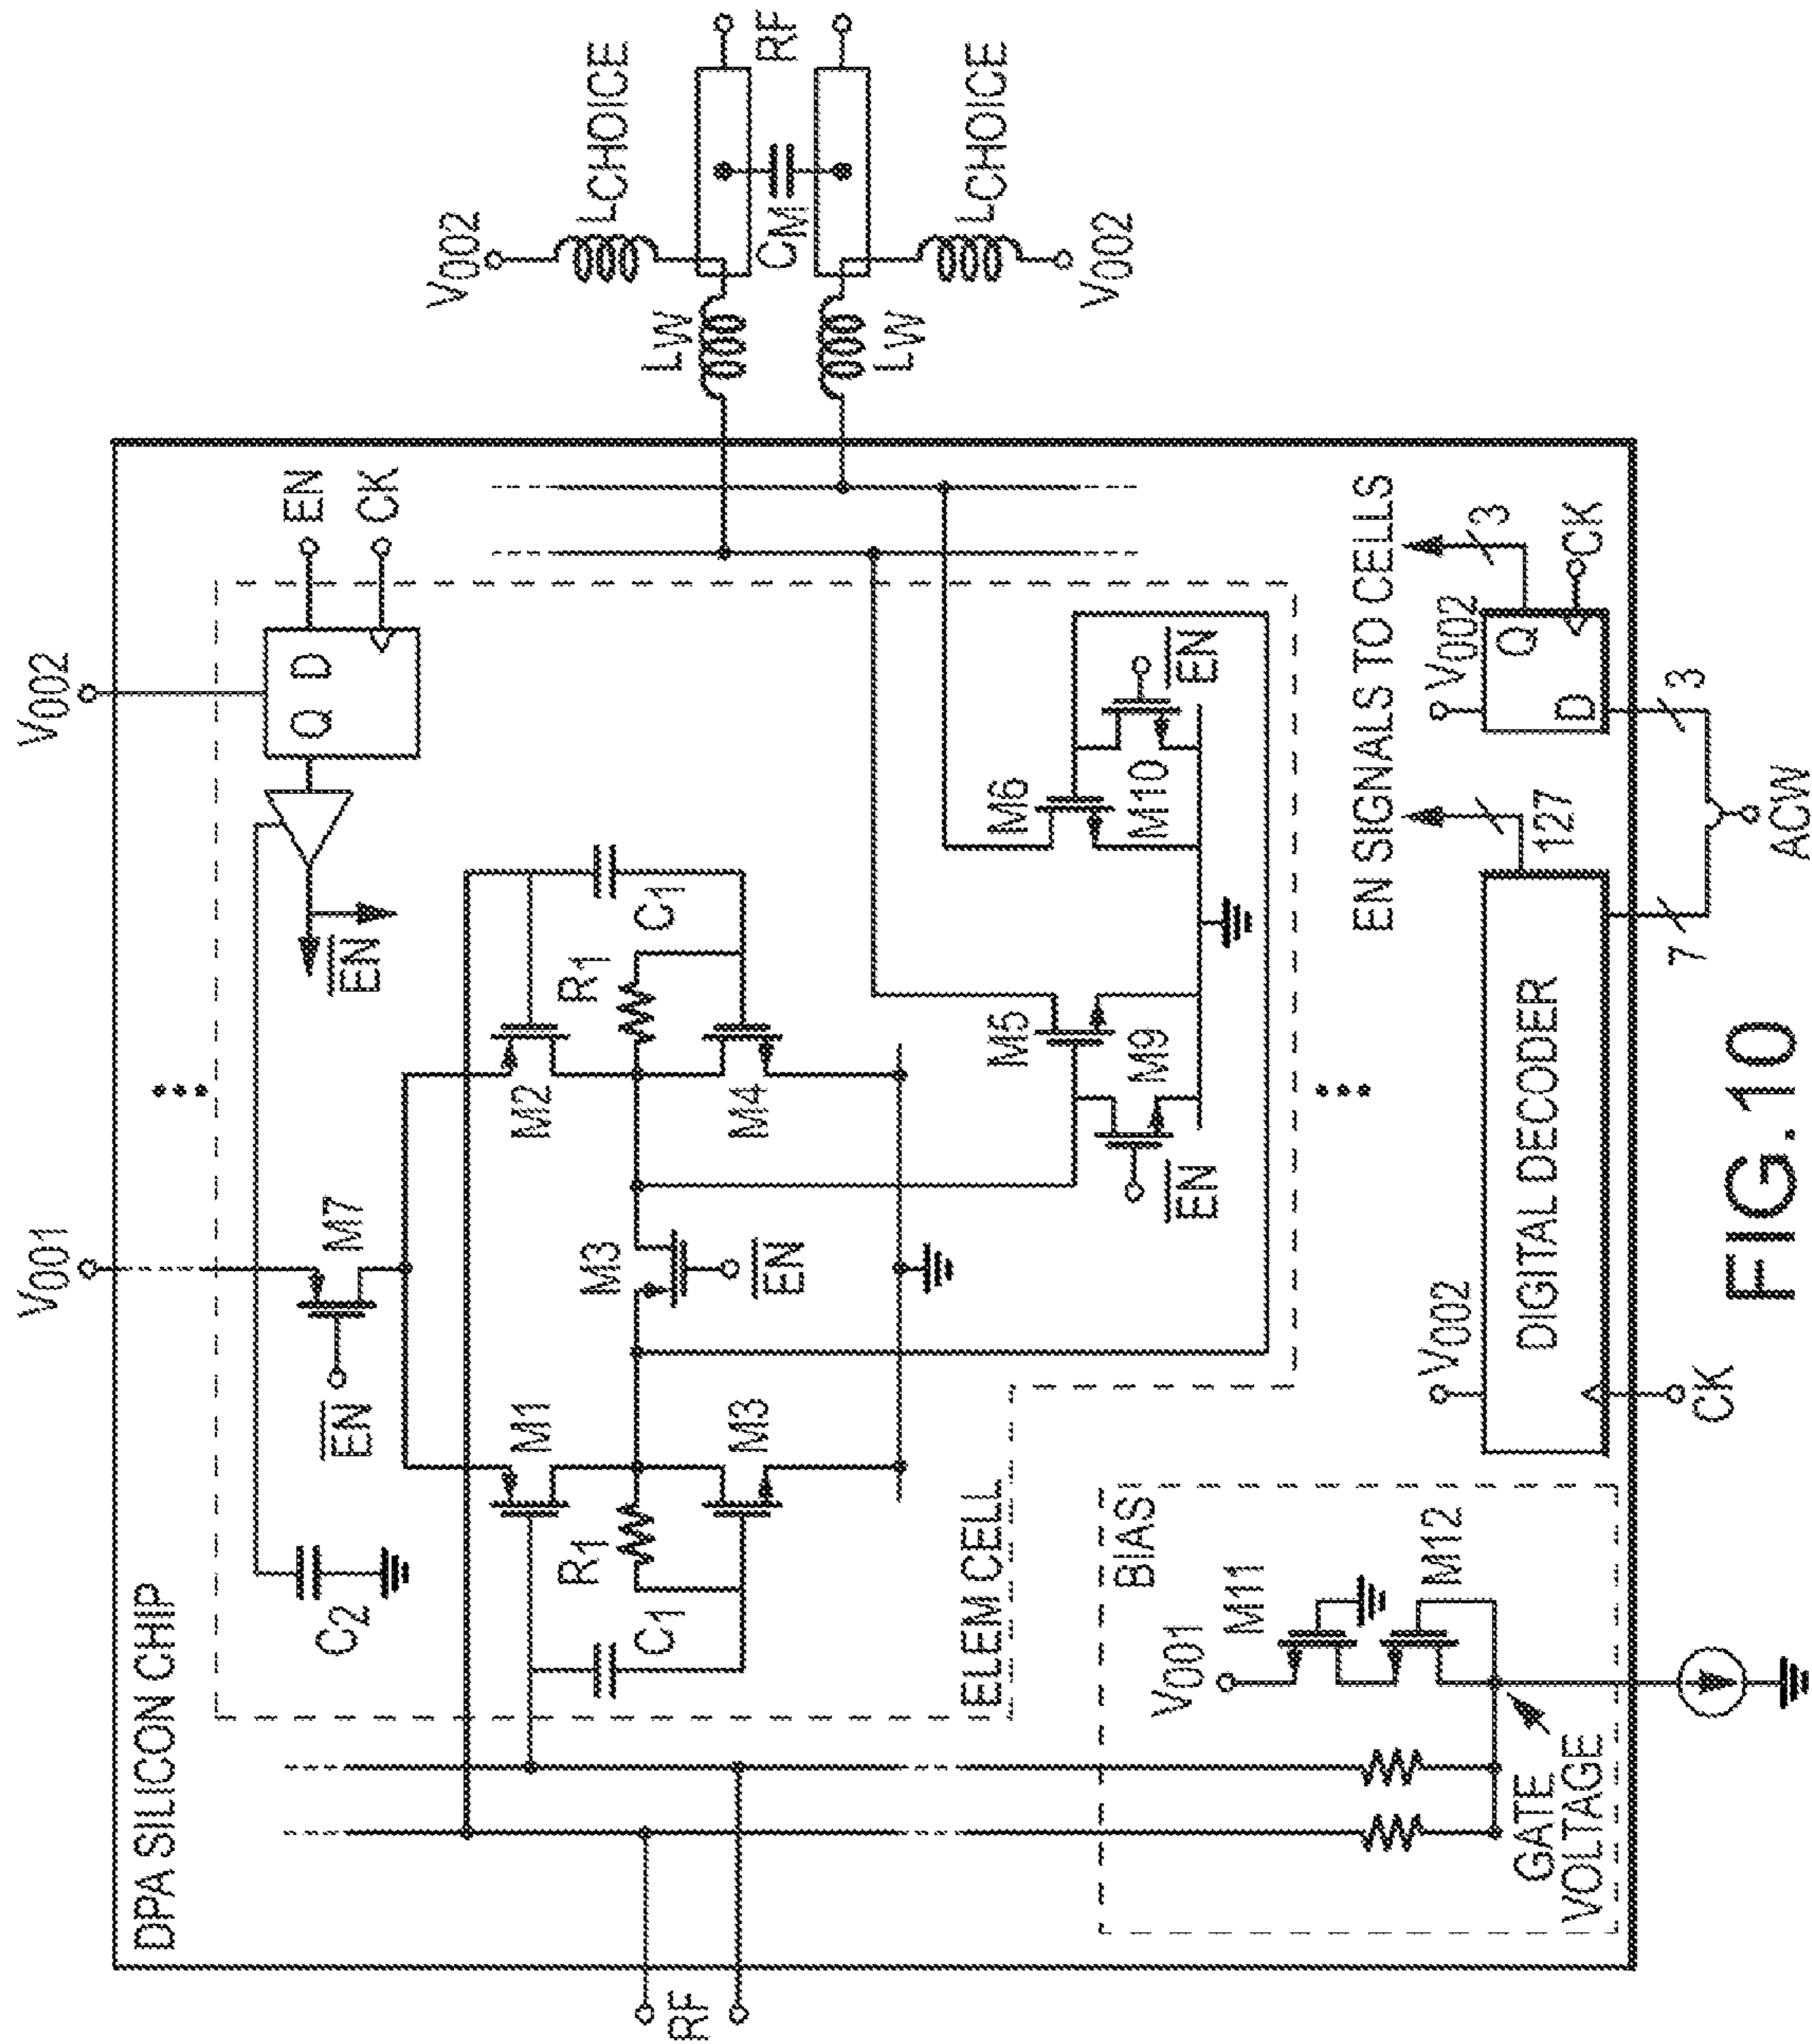 DPA SILICON CHIP
V001
V002
C2
EN
M7
EN
Q D
EN
CK
M1
M2
R1
R1
C1
C1
M3
M3
EN
M4
ELEM CELL
M5
M6
M9
M10
EN
EN
RF
LW
LW
V002
LCHOICE
CM
LCHOICE
V002
RF
BIAS
V001
M11
M12
GATE
VOLTAGE
V002
DIGITAL DECODER
CK
EN SIGNALS TO CELLS
127
3
V002
Q
D
CK
7
3
ACW
FIG.10